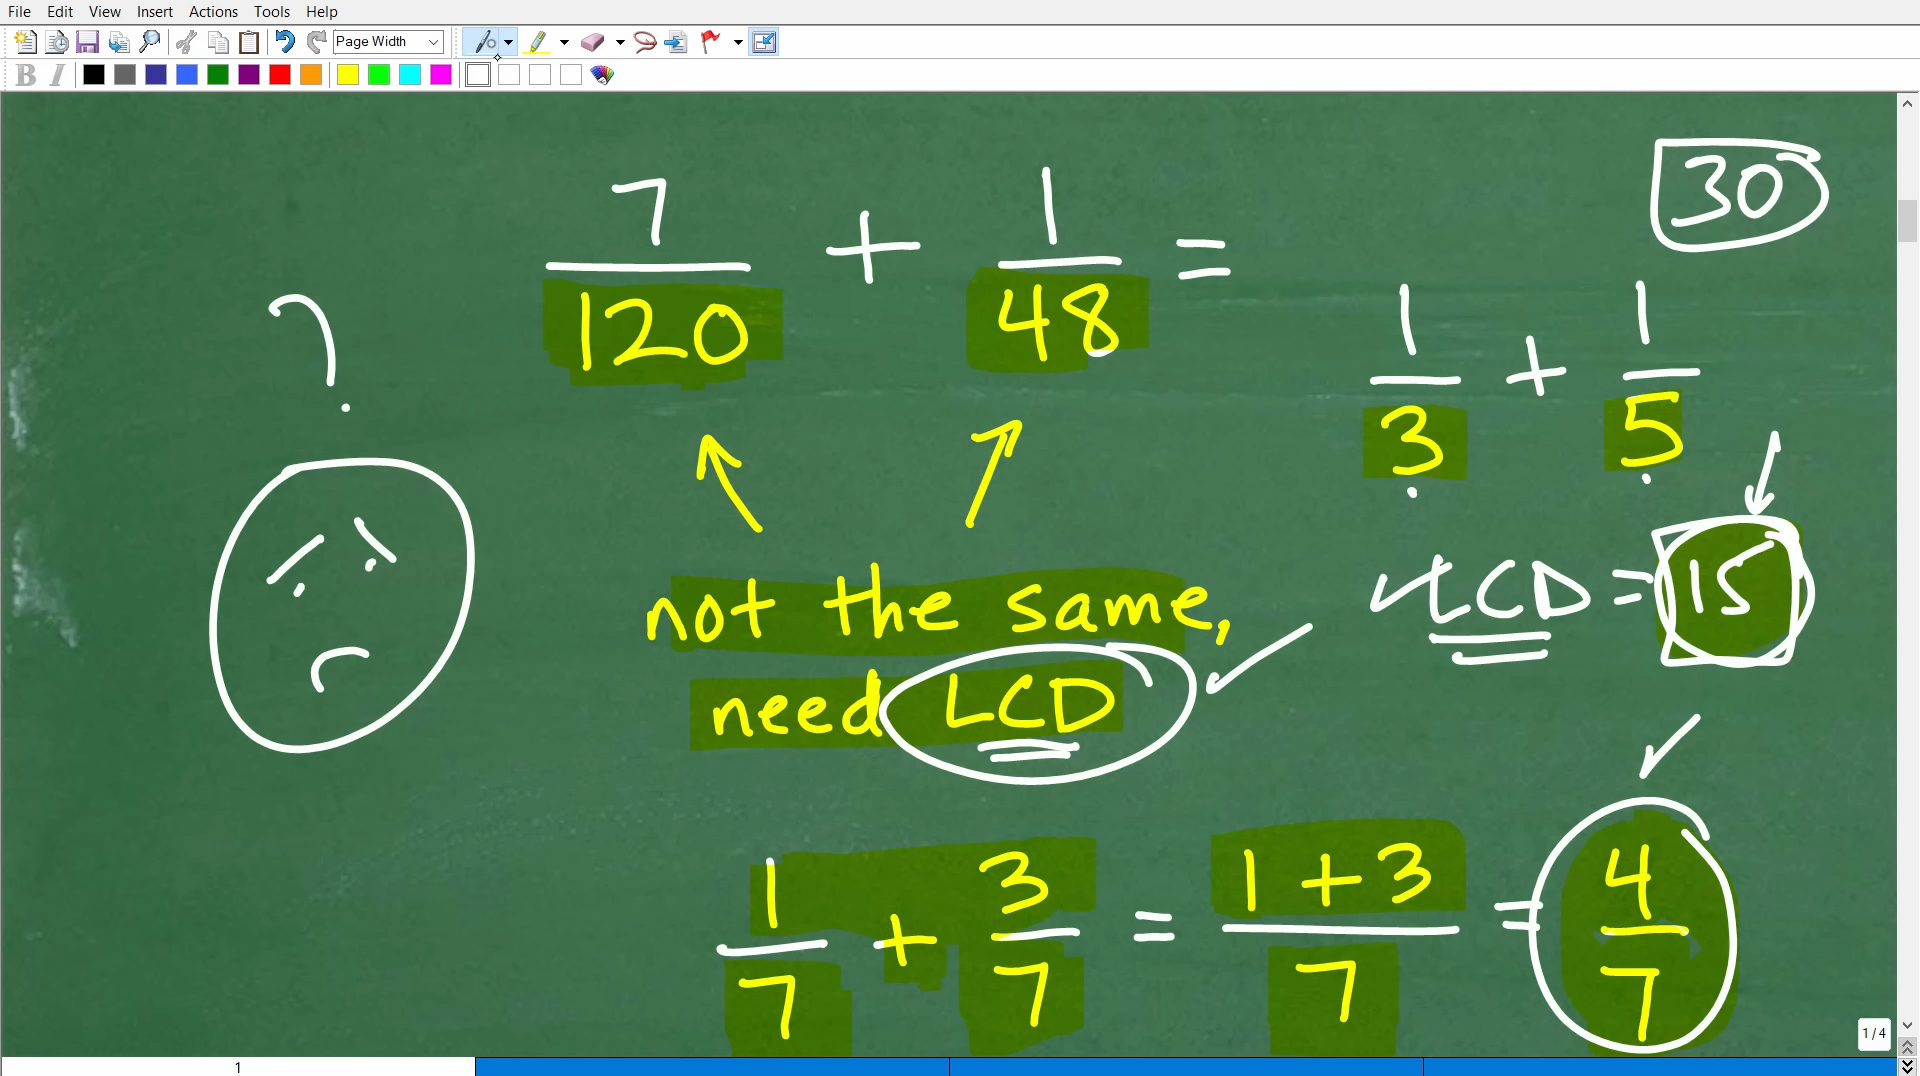 File Edit View Insert Actions Tools Help
Page Width
B I
30
7/120 + 1/48 =
?
1/3 + 1/5
LCD = 15
not the same,
need LCD
1/7 + 3/7 = 1 + 3/7 = 4/7
1 / 4
1